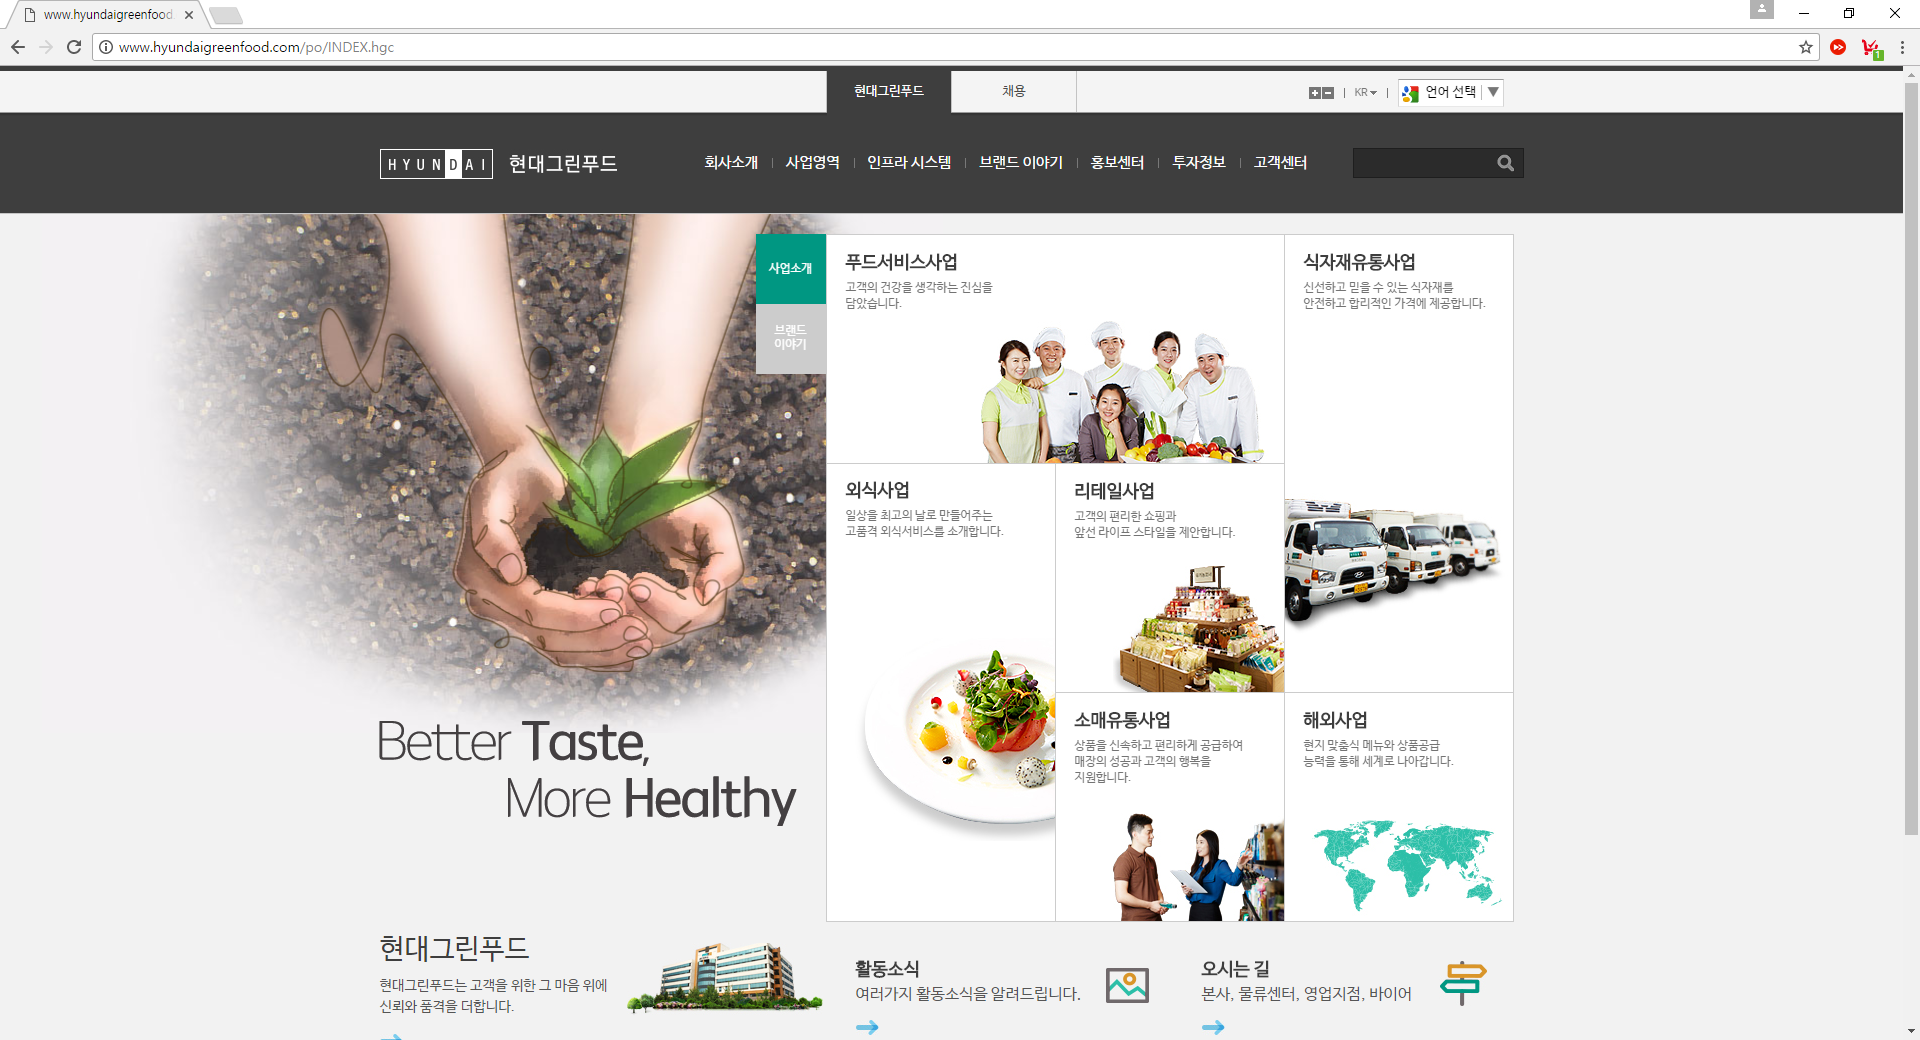 www.hyundaigreenfood
www.hyundaigreenfood.com/po/INDEX.hgc
현대그린푸드
채용
KR
언어 선택
HYUNDAI 현대그린푸드
회사소개
사업영역
인프라 시스템
브랜드 이야기
홍보센터
투자정보
고객센터
사업소개
브랜드
이야기
푸드서비스사업
고객의 건강을 생각하는 진심을
담았습니다.
식자재유통사업
신선하고 믿을 수 있는 식자재를
안전하고 합리적인 가격에 제공합니다.
외식사업
일상을 최고의 날로 만들어주는
고품격 외식서비스를 소개합니다.
리테일사업
고객의 편리한 쇼핑과
앞선 라이프 스타일을 제안합니다.
소매유통사업
상품을 신속하고 편리하게 공급하여
매장의 성공과 고객의 행복을
지원합니다.
해외사업
현지 맞춤식 메뉴와 상품공급
능력을 통해 세계로 나아갑니다.
Better Taste,
More Healthy
현대그린푸드
현대그린푸드는 고객을 위한 그 마음 위에
신뢰와 품격을 더합니다.
활동소식
여러가지 활동소식을 알려드립니다.
오시는 길
본사, 물류센터, 영업지점, 바이어